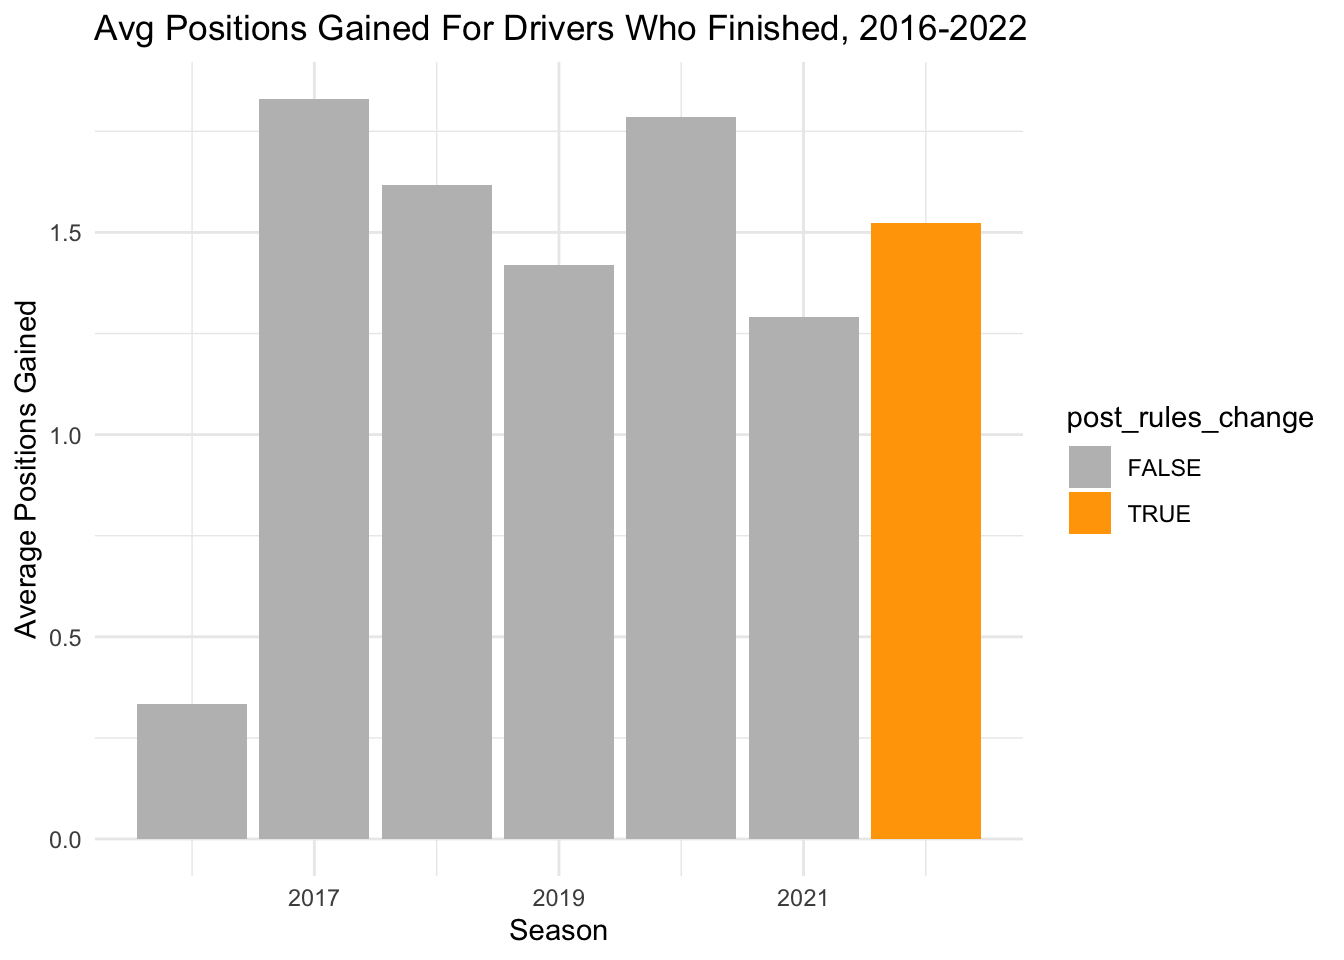 Avg Positions Gained For Drivers Who Finished, 2016-2022
Average Positions Gained
1.5
1.0
0.5
0.0
2017
2019
2021
Season
post_rules_change
FALSE
TRUE